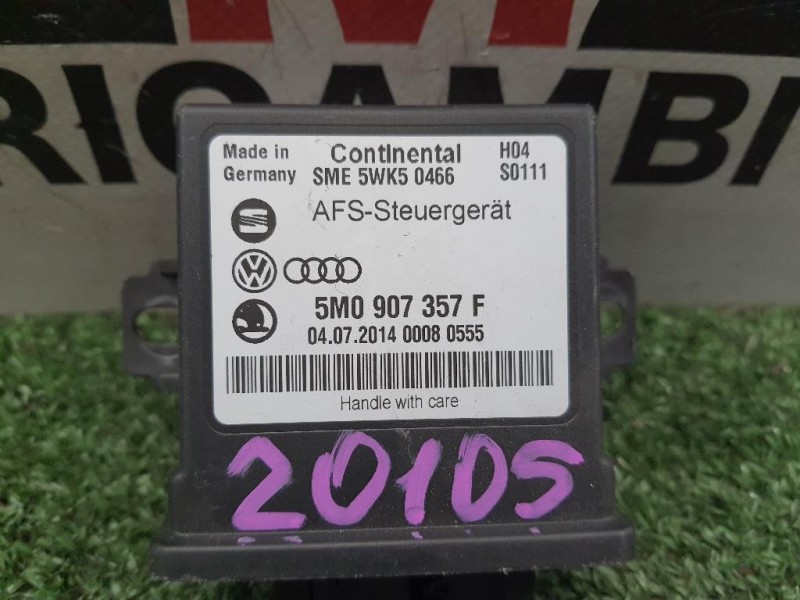 RICAMBI
Made in Germany
Continental
SME 5WK5 0466
H04
S0111
AFS-Steuergerät
5M0 907 357 F
04.07.2014 0008 0555
Handle with care
20105